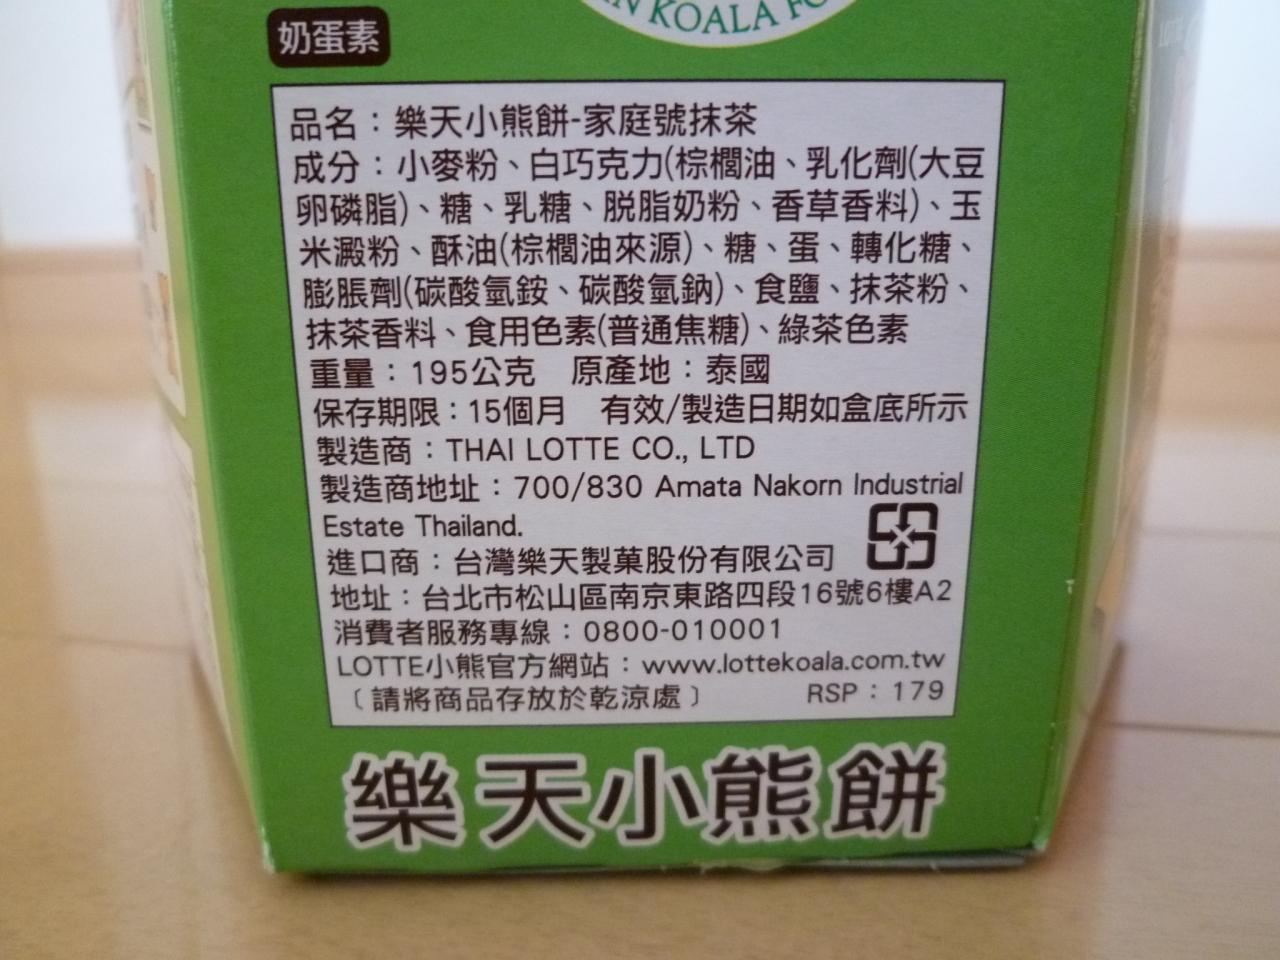 N KOALA FO
奶蛋素
品名：樂天小熊餅-家庭號抹茶
成分：小麥粉、白巧克力(棕櫚油、乳化劑(大豆
卵磷脂)、糖、乳糖、脫脂奶粉、香草香料)、玉
米澱粉、酥油(棕櫚油來源)、糖、蛋、轉化糖、
膨脹劑(碳酸氫銨、碳酸氫鈉)、食鹽、抹茶粉、
抹茶香料、食用色素(普通焦糖)、綠茶色素
重量：195公克 原產地：泰國
保存期限：15個月 有效/製造日期如盒底所示
製造商：THAI LOTTE CO., LTD
製造商地址：700/830 Amata Nakorn Industrial
Estate Thailand.
進口商：台灣樂天製菓股份有限公司
地址：台北市松山區南京東路四段16號6樓A2
消費者服務專線：0800-010001
LOTTE小熊官方網站：www.lottekoala.com.tw
〔請將商品存放於乾涼處〕 RSP：179
樂天小熊餅